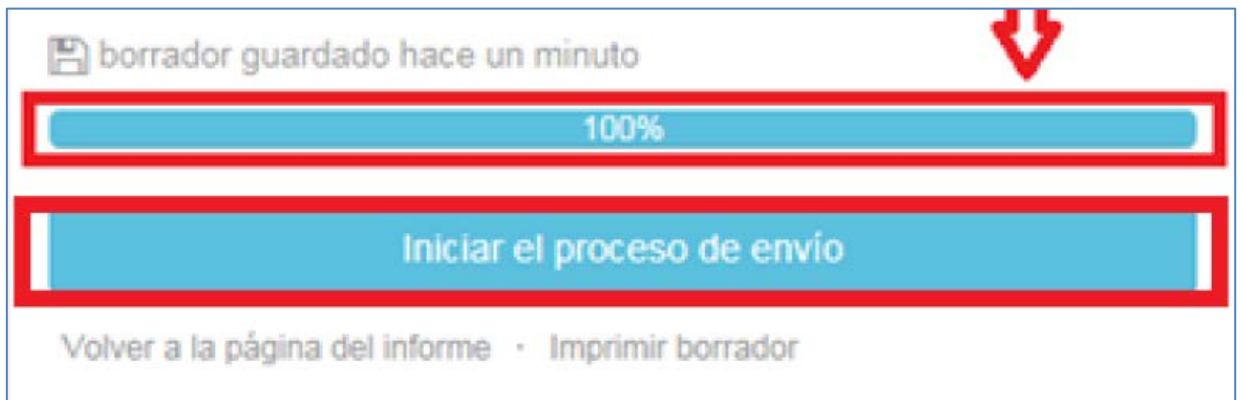 borrador guardado hace un minuto
100%
Iniciar el proceso de envío
Volver a la página del informe · Imprimir borrador